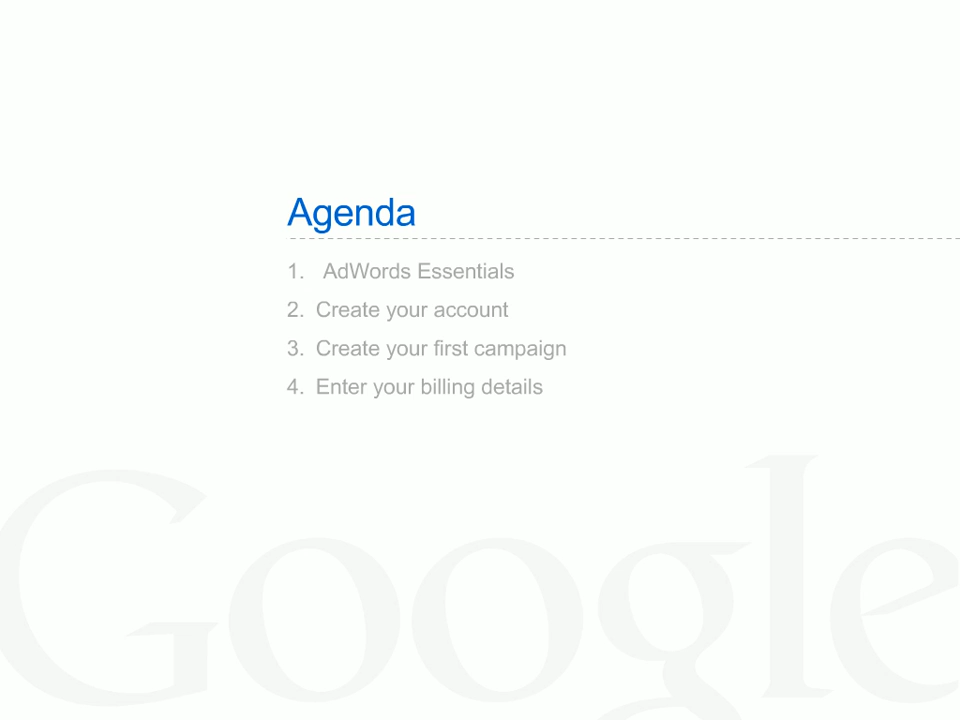 Agenda
1. AdWords Essentials
2. Create your account
3. Create your first campaign
4. Enter your billing details
Google